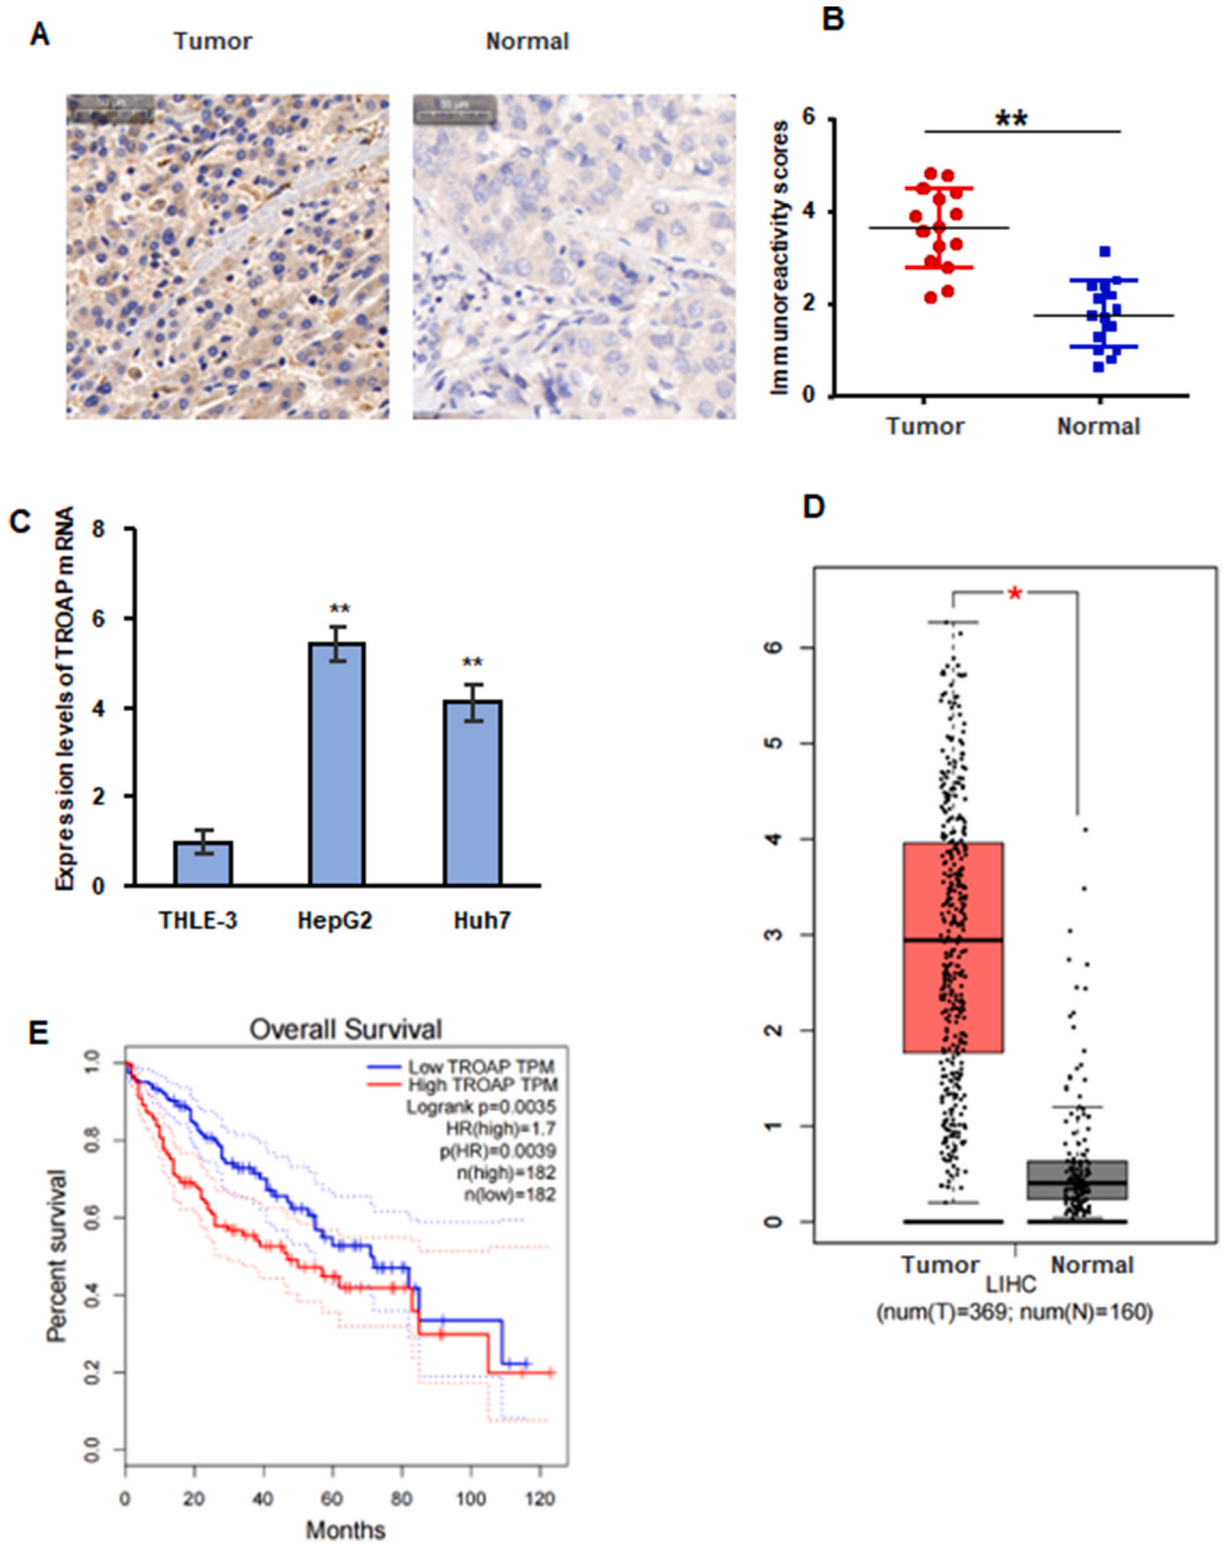 A
Tumor
Normal
50 µm
50 µm
B
Immunoreactivity scores
6
4
2
0
**
Tumor
Normal
C
Expression levels of TROAP mRNA
8
6
4
2
0
**
**
THLE-3
HepG2
Huh7
D
*
6
5
4
3
2
1
0
Tumor
Normal
LIHC
(num(T)=369; num(N)=160)
E
Overall Survival
Percent survival
1.0
0.8
0.6
0.4
0.2
0.0
Low TROAP TPM
High TROAP TPM
Logrank p=0.0035
HR(high)=1.7
p(HR)=0.0039
n(high)=182
n(low)=182
0
20
40
60
80
100
120
Months